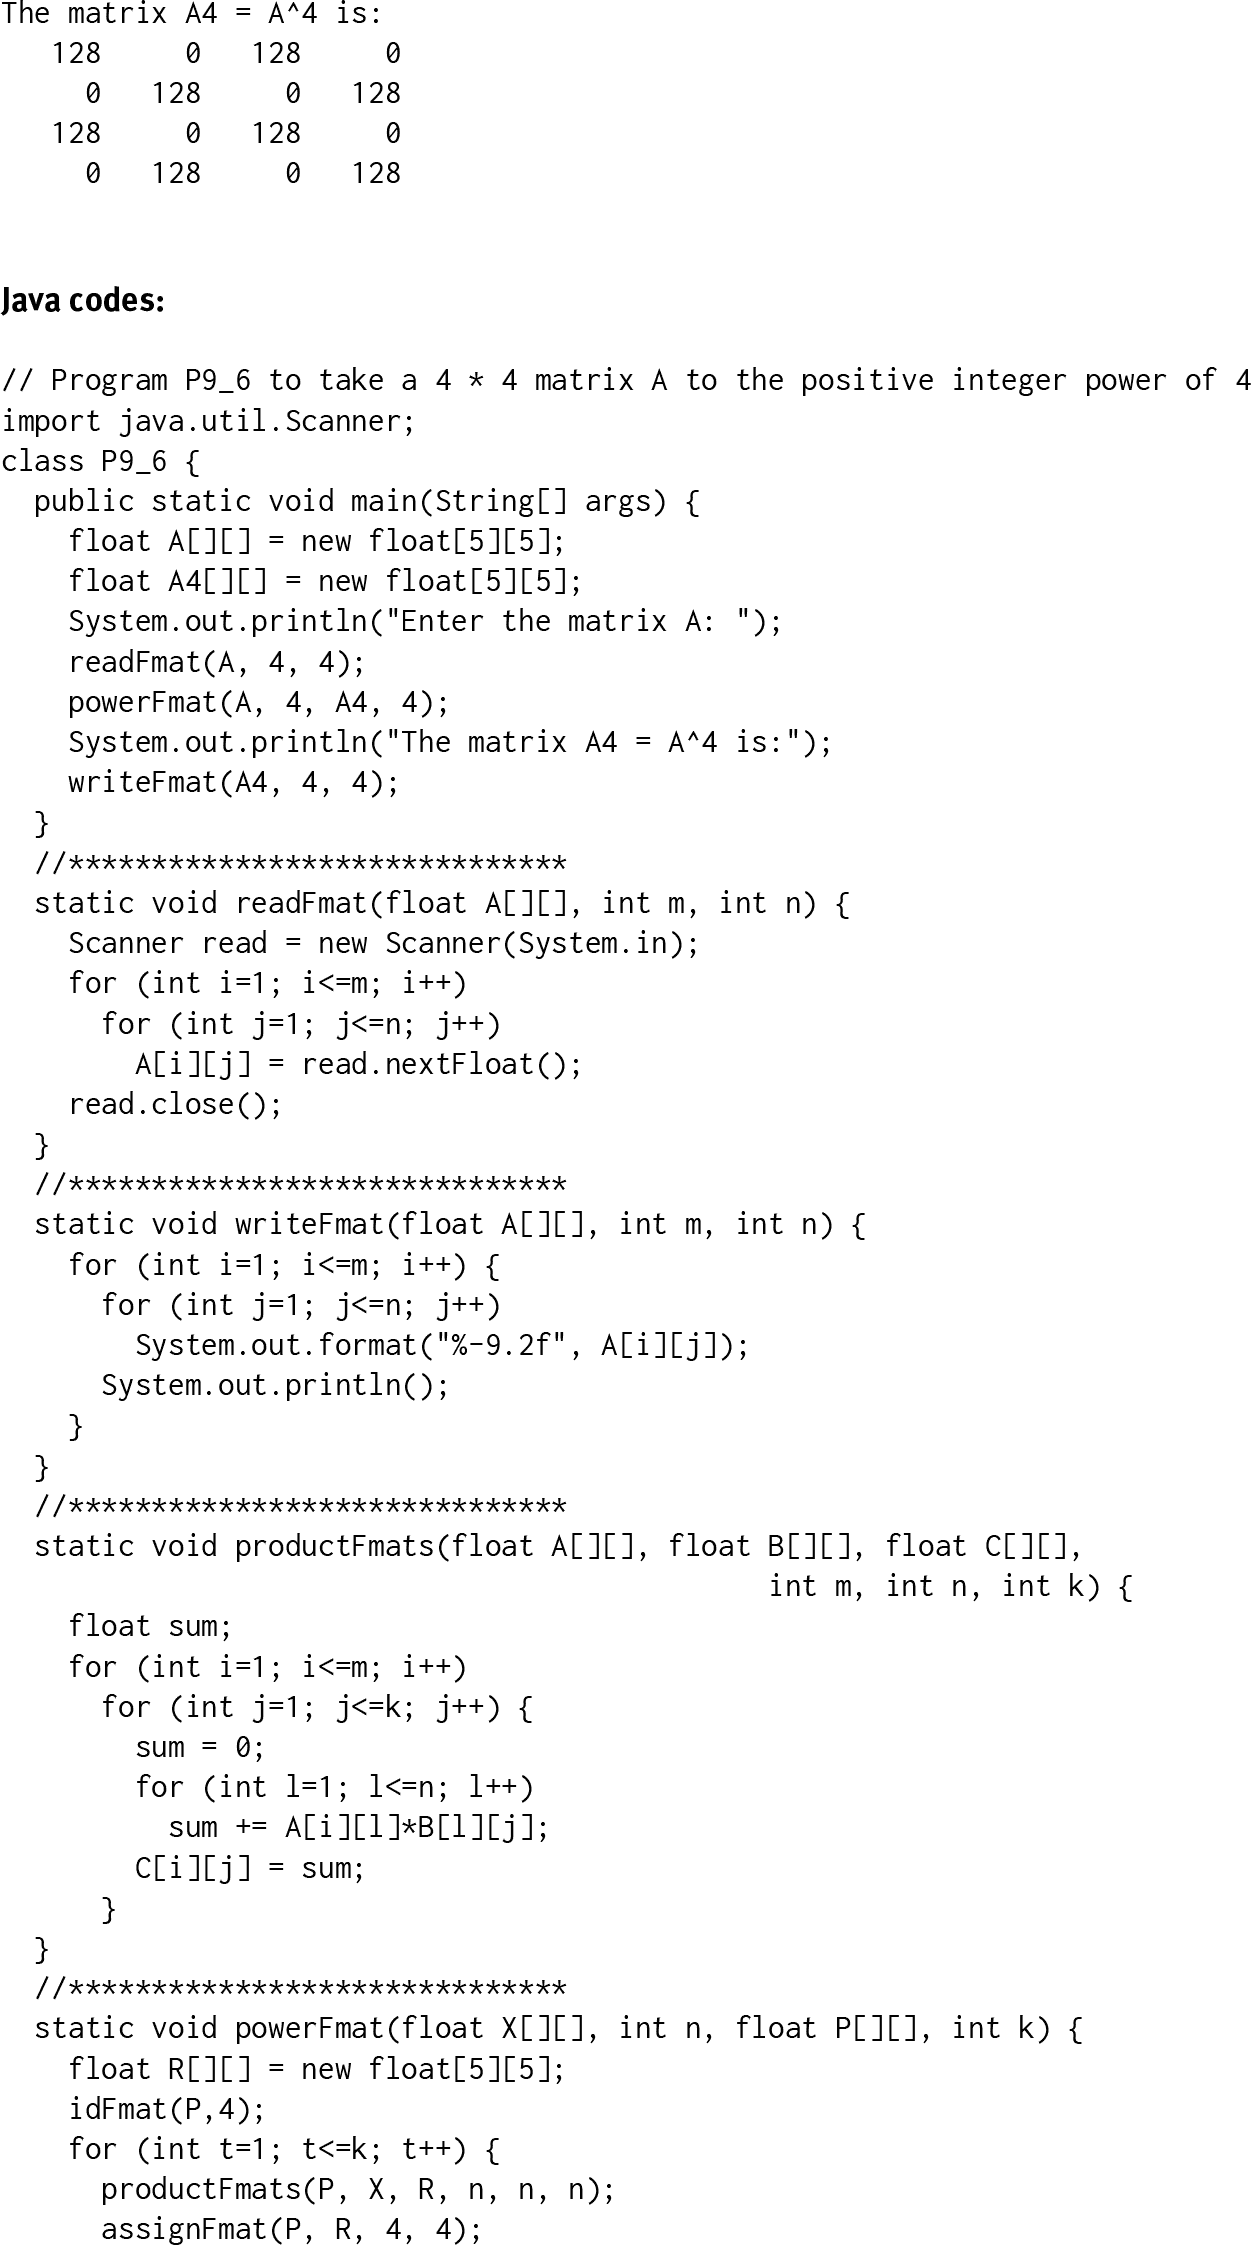 The matrix A4 = A^4 is:
   128     0   128     0
     0   128     0   128
   128     0   128     0
     0   128     0   128
Java codes:
// Program P9_6 to take a 4 * 4 matrix A to the positive integer power of 4
import java.util.Scanner;
class P9_6 {
  public static void main(String[] args) {
    float A[][] = new float[5][5];
    float A4[][] = new float[5][5];
    System.out.println("Enter the matrix A: ");
    readFmat(A, 4, 4);
    powerFmat(A, 4, A4, 4);
    System.out.println("The matrix A4 = A^4 is:");
    writeFmat(A4, 4, 4);
  }
  //******************************
  static void readFmat(float A[][], int m, int n) {
    Scanner read = new Scanner(System.in);
    for (int i=1; i<=m; i++)
      for (int j=1; j<=n; j++)
        A[i][j] = read.nextFloat();
    read.close();
  }
  //******************************
  static void writeFmat(float A[][], int m, int n) {
    for (int i=1; i<=m; i++) {
      for (int j=1; j<=n; j++)
        System.out.format("%-9.2f", A[i][j]);
      System.out.println();
    }
  }
  //******************************
  static void productFmats(float A[][], float B[][], float C[][],
                                              int m, int n, int k) {
    float sum;
    for (int i=1; i<=m; i++)
      for (int j=1; j<=k; j++) {
        sum = 0;
        for (int l=1; l<=n; l++)
          sum += A[i][l]*B[l][j];
        C[i][j] = sum;
      }
  }
  //******************************
  static void powerFmat(float X[][], int n, float P[][], int k) {
    float R[][] = new float[5][5];
    idFmat(P,4);
    for (int t=1; t<=k; t++) {
      productFmats(P, X, R, n, n, n);
      assignFmat(P, R, 4, 4);